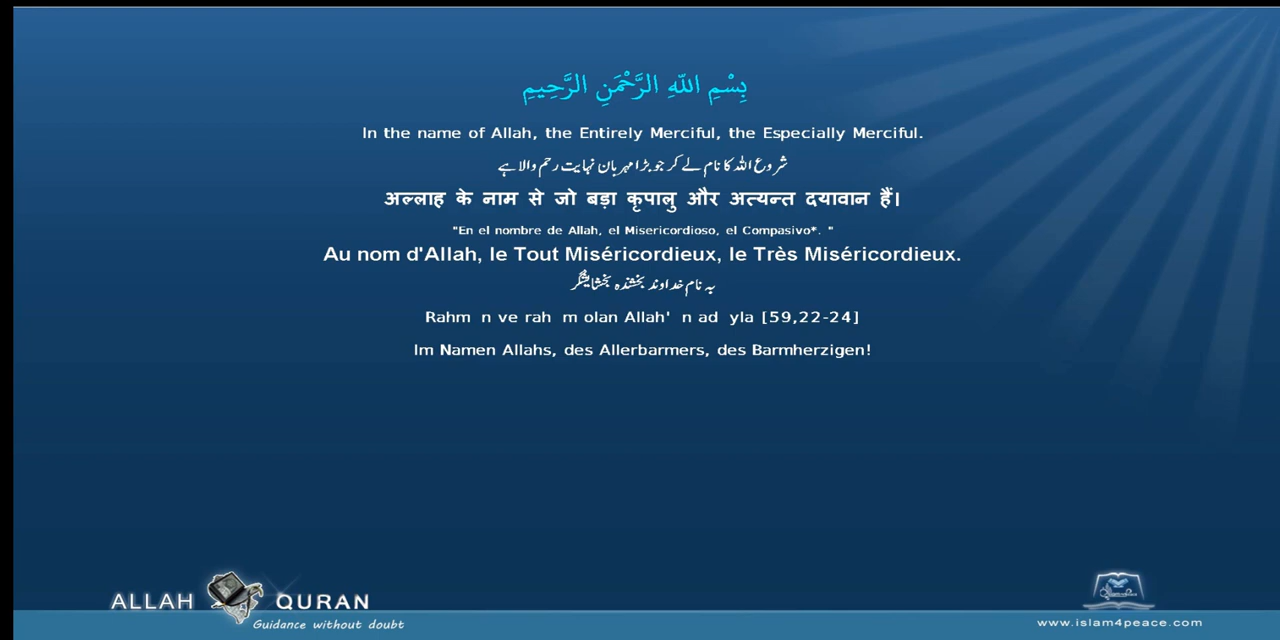 بِسْمِ اللّهِ الرَّحْمَنِ الرَّحِيمِ
In the name of Allah, the Entirely Merciful, the Especially Merciful.
شروع اللہ کا نام لے کر جو بڑا مہربان نہایت رحم والا ہے
अल्लाह के नाम से जो बड़ा कृपालु और अत्यन्त दयावान हैं।
"En el nombre de Allah, el Misericordioso, el Compasivo*. "
Au nom d'Allah, le Tout Miséricordieux, le Très Miséricordieux.
به نام خداوند بخشنده بخشایشگر
Rahm n ve rah m olan Allah' n ad yla [59,22-24]
Im Namen Allahs, des Allerbarmers, des Barmherzigen!
ALLAH QURAN
Guidance without doubt
www.islam4peace.com